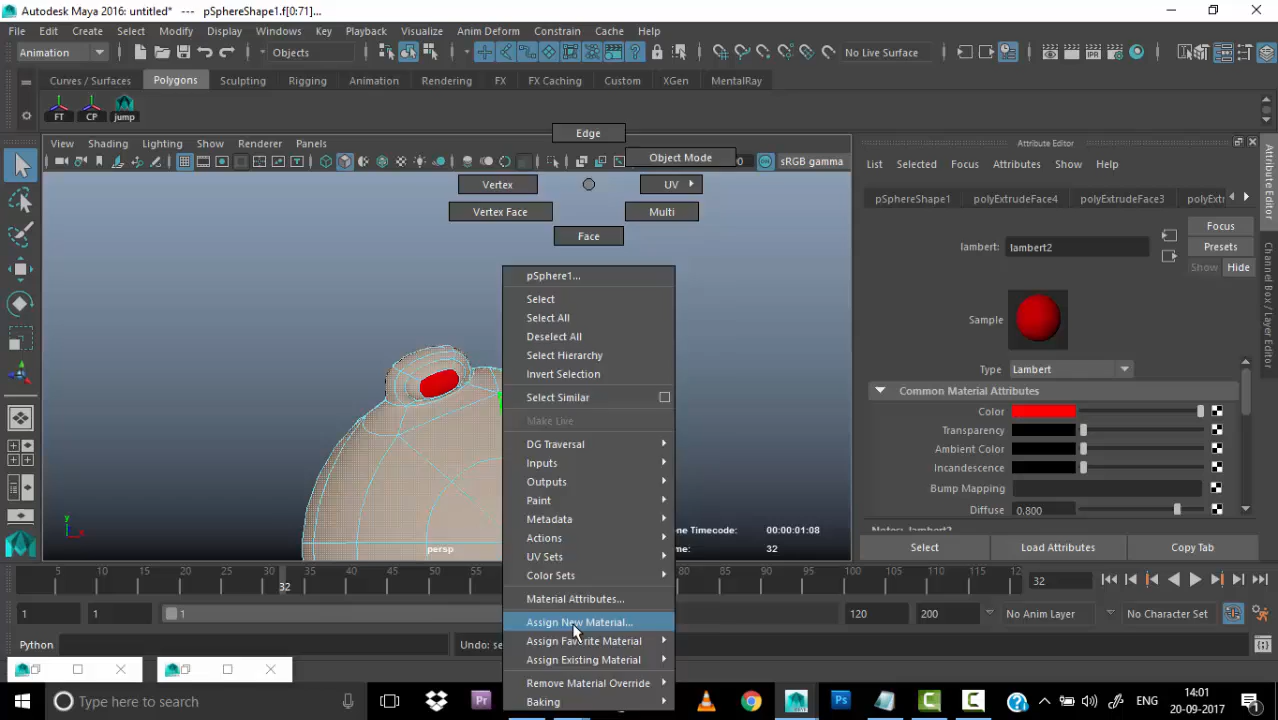 Autodesk Maya 2016: untitled*   ---   pSphereShape1.f[0:71]...
File Edit Create Select Modify Display Windows Key Playback Visualize Anim Deform Constrain Cache Help
Animation Objects No Live Surface
Curves / Surfaces Polygons Sculpting Rigging Animation Rendering FX FX Caching Custom XGen MentalRay
FT CP jump
Edge
View Shading Lighting Show Renderer Panels
Object Mode
sRGB gamma
Vertex UV
Vertex Face Multi
Face
pSphere1...
Select
Select All
Deselect All
Select Hierarchy
Invert Selection
Select Similar
Make Live
DG Traversal
Inputs
Outputs
Paint
Metadata
Actions
UV Sets
Color Sets
Material Attributes...
Assign New Material...
Assign Favorite Material
Assign Existing Material
Remove Material Override
Baking
y
x
persp
ne Timecode: 00:00:01:08
me: 32
Attribute Editor
List Selected Focus Attributes Show Help
pSphereShape1 polyExtrudeFace4 polyExtrudeFace3 polyExtr
Focus
lambert: lambert2
Presets
Show Hide
Sample
Type Lambert
Common Material Attributes
Color
Transparency
Ambient Color
Incandescence
Bump Mapping
Diffuse 0.800
Notes: lambert2
Select Load Attributes Copy Tab
Attribute Editor
Channel Box / Layer Editor
5 10 15 20 25 30 35 40 45 50 80 85 90 95 100 105 110 115 12
32
32
1 1 1 120 200 No Anim Layer No Character Set
Python Undo: se
Type here to search
ENG
14:01
20-09-2017